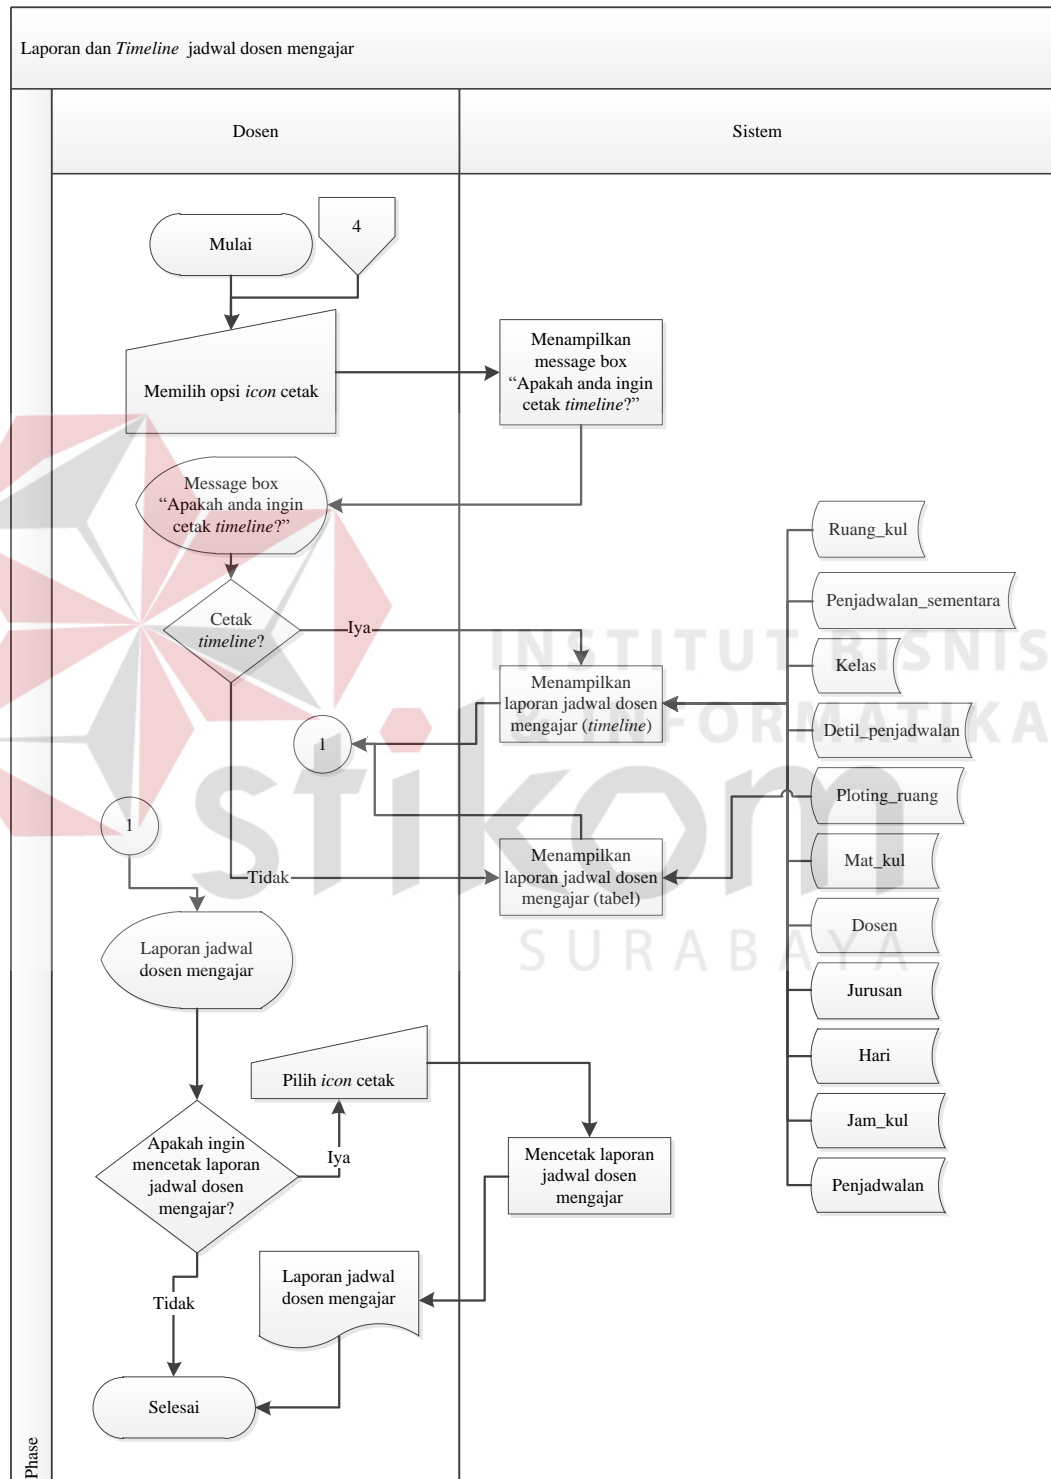 Laporan dan Timeline jadwal dosen mengajar
Phase
Dosen
Sistem
Mulai
4
Memilih opsi icon cetak
Menampilkan
message box
“Apakah anda ingin
cetak timeline?”
Message box
“Apakah anda ingin
cetak timeline?”
Cetak
timeline?
Iya
Menampilkan
laporan jadwal dosen
mengajar (timeline)
1
1
Tidak
Menampilkan
laporan jadwal dosen
mengajar (tabel)
Ruang_kul
Penjadwalan_sementara
Kelas
Detil_penjadwalan
Ploting_ruang
Mat_kul
Dosen
Jurusan
Hari
Jam_kul
Penjadwalan
Laporan jadwal
dosen mengajar
Pilih icon cetak
Apakah ingin
mencetak laporan
jadwal dosen
mengajar?
Iya
Mencetak laporan
jadwal dosen
mengajar
Tidak
Laporan jadwal
dosen mengajar
Selesai
INSTITUT BISNIS
& INFORMATIKA
stikom
SURABAYA